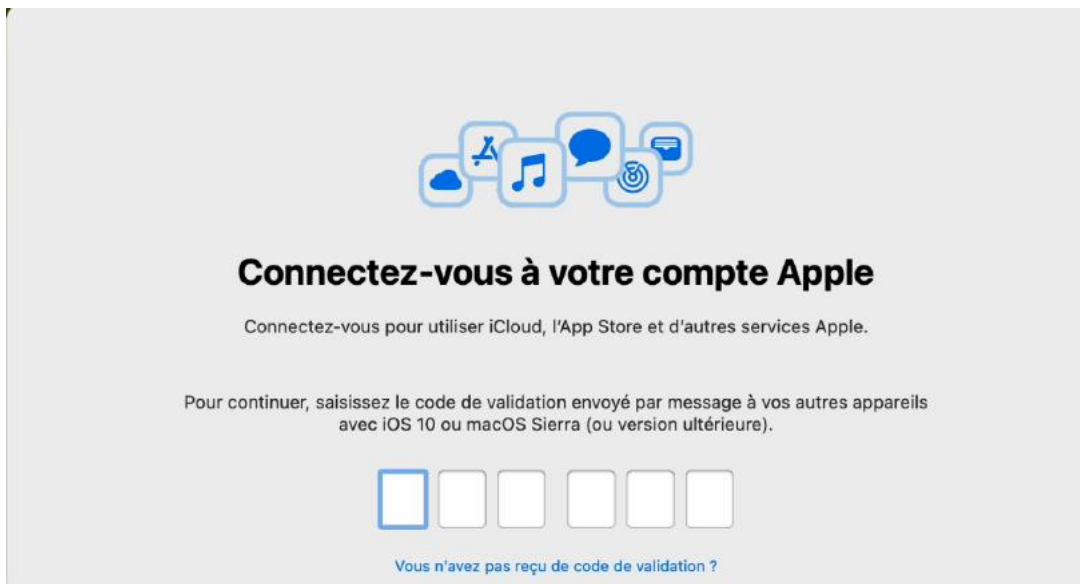 Connectez-vous à votre compte Apple
Connectez-vous pour utiliser iCloud, l'App Store et d'autres services Apple.
Pour continuer, saisissez le code de validation envoyé par message à vos autres appareils
avec iOS 10 ou macOS Sierra (ou version ultérieure).
Vous n'avez pas reçu de code de validation ?